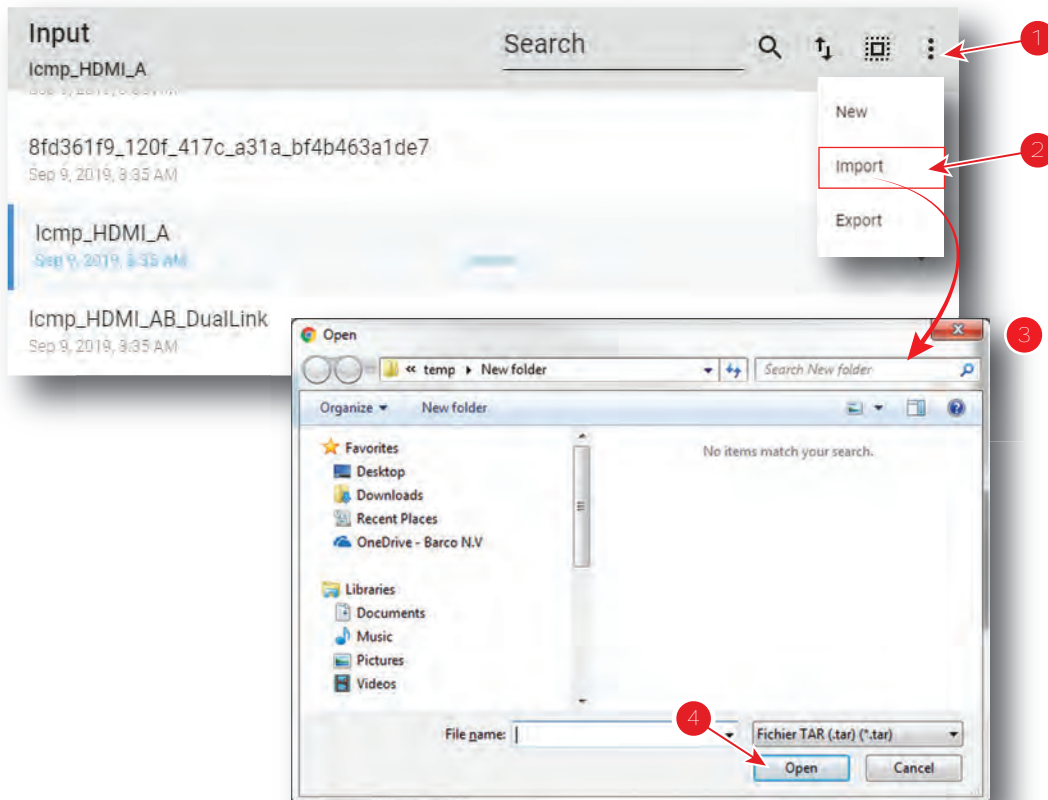 Input
Search
Icmp_HDMI_A
1
New
8fd361f9_120f_417c_a31a_bf4b463a1de7
Sep 9, 2019, 3:35 AM
Import
2
Export
Icmp_HDMI_A
Sep 9, 2019, 3:35 AM
Icmp_HDMI_AB_DualLink
Sep 9, 2019, 3:35 AM
Open
3
« temp New folder
Search New folder
Organize
New folder
Favorites
No items match your search.
Desktop
Downloads
Recent Places
OneDrive - Barco N.V
Libraries
Documents
Music
Pictures
Videos
4
File name:
Fichier TAR (.tar) (*.tar)
Open
Cancel